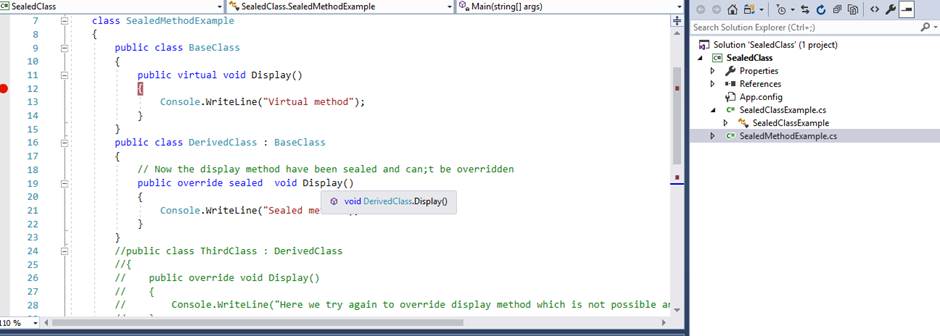 SealedClass
SealedClass.SealedMethodExample
Main(string[] args)
7 class SealedMethodExample
8 {
9 public class BaseClass
10 {
11 public virtual void Display()
12 {
13 Console.WriteLine("Virtual method");
14 }
15 }
16 public class DerivedClass : BaseClass
17 {
18 // Now the display method have been sealed and can;t be overridden
19 public override sealed  void Display()
20 {
void DerivedClass.Display()
21 Console.WriteLine("Sealed me
22 }
23 }
24 //public class ThirdClass : DerivedClass
25 //{
26 //    public override void Display()
27 //    {
28 //        Console.WriteLine("Here we try again to override display method which is not possible an
110 %
Search Solution Explorer (Ctrl+;)
Solution 'SealedClass' (1 project)
SealedClass
Properties
References
App.config
SealedClassExample.cs
SealedClassExample
SealedMethodExample.cs